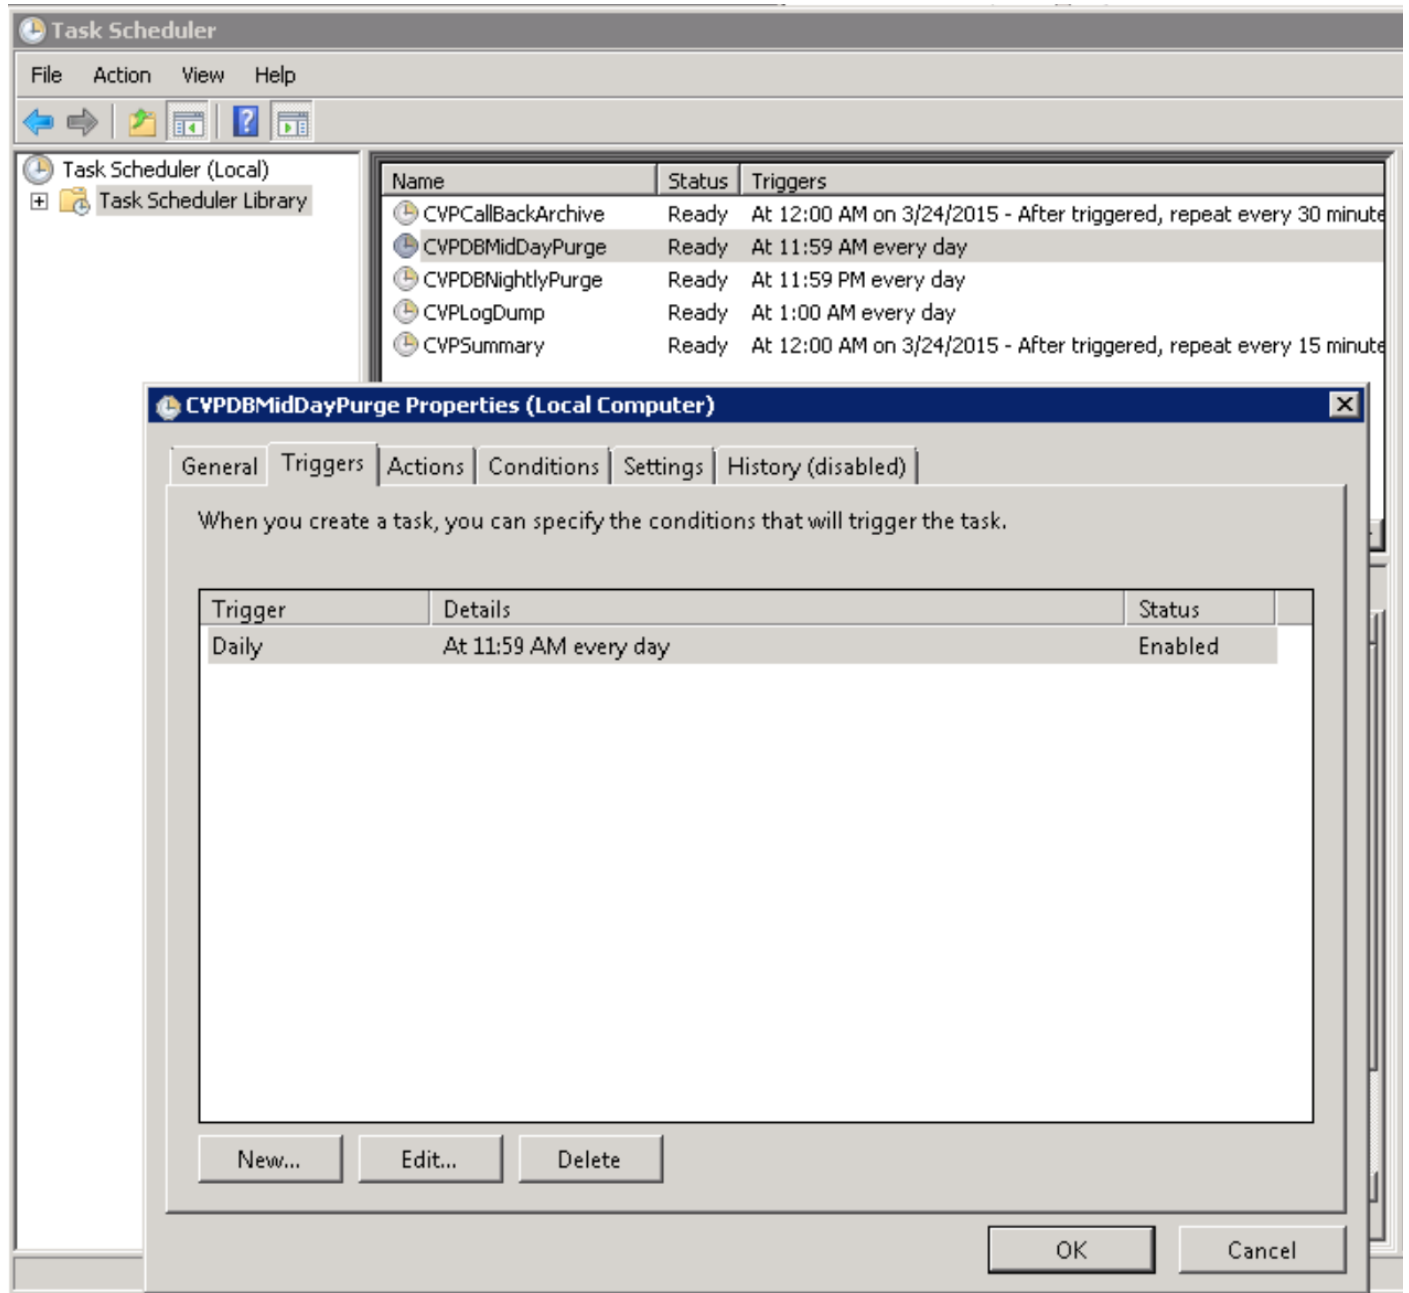 Task Scheduler
File Action View Help
Task Scheduler (Local)
Task Scheduler Library
Name Status Triggers
CVPCallBackArchive Ready At 12:00 AM on 3/24/2015 - After triggered, repeat every 30 minute
CVPDBMidDayPurge Ready At 11:59 AM every day
CVPDBNightlyPurge Ready At 11:59 PM every day
CVPLogDump Ready At 1:00 AM every day
CVPSummary Ready At 12:00 AM on 3/24/2015 - After triggered, repeat every 15 minute
CVPDBMidDayPurge Properties (Local Computer)
General Triggers Actions Conditions Settings History (disabled)
When you create a task, you can specify the conditions that will trigger the task.
Trigger Details Status
Daily At 11:59 AM every day Enabled
New... Edit... Delete
OK Cancel